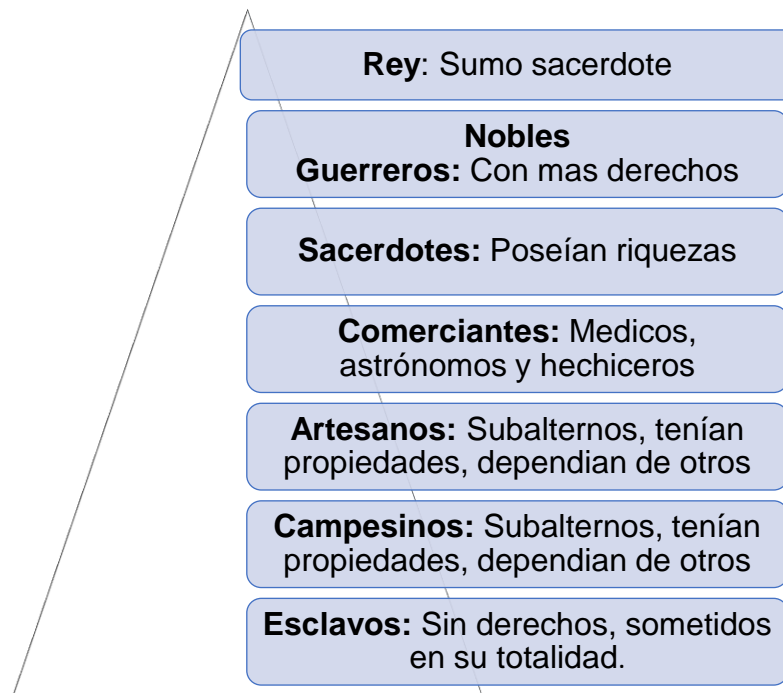 Rey: Sumo sacerdote
Nobles
Guerreros: Con mas derechos
Sacerdotes: Poseían riquezas
Comerciantes: Medicos,
astrónomos y hechiceros
Artesanos: Subalternos, tenían
propiedades, dependian de otros
Campesinos: Subalternos, tenían
propiedades, dependian de otros
Esclavos: Sin derechos, sometidos
en su totalidad.